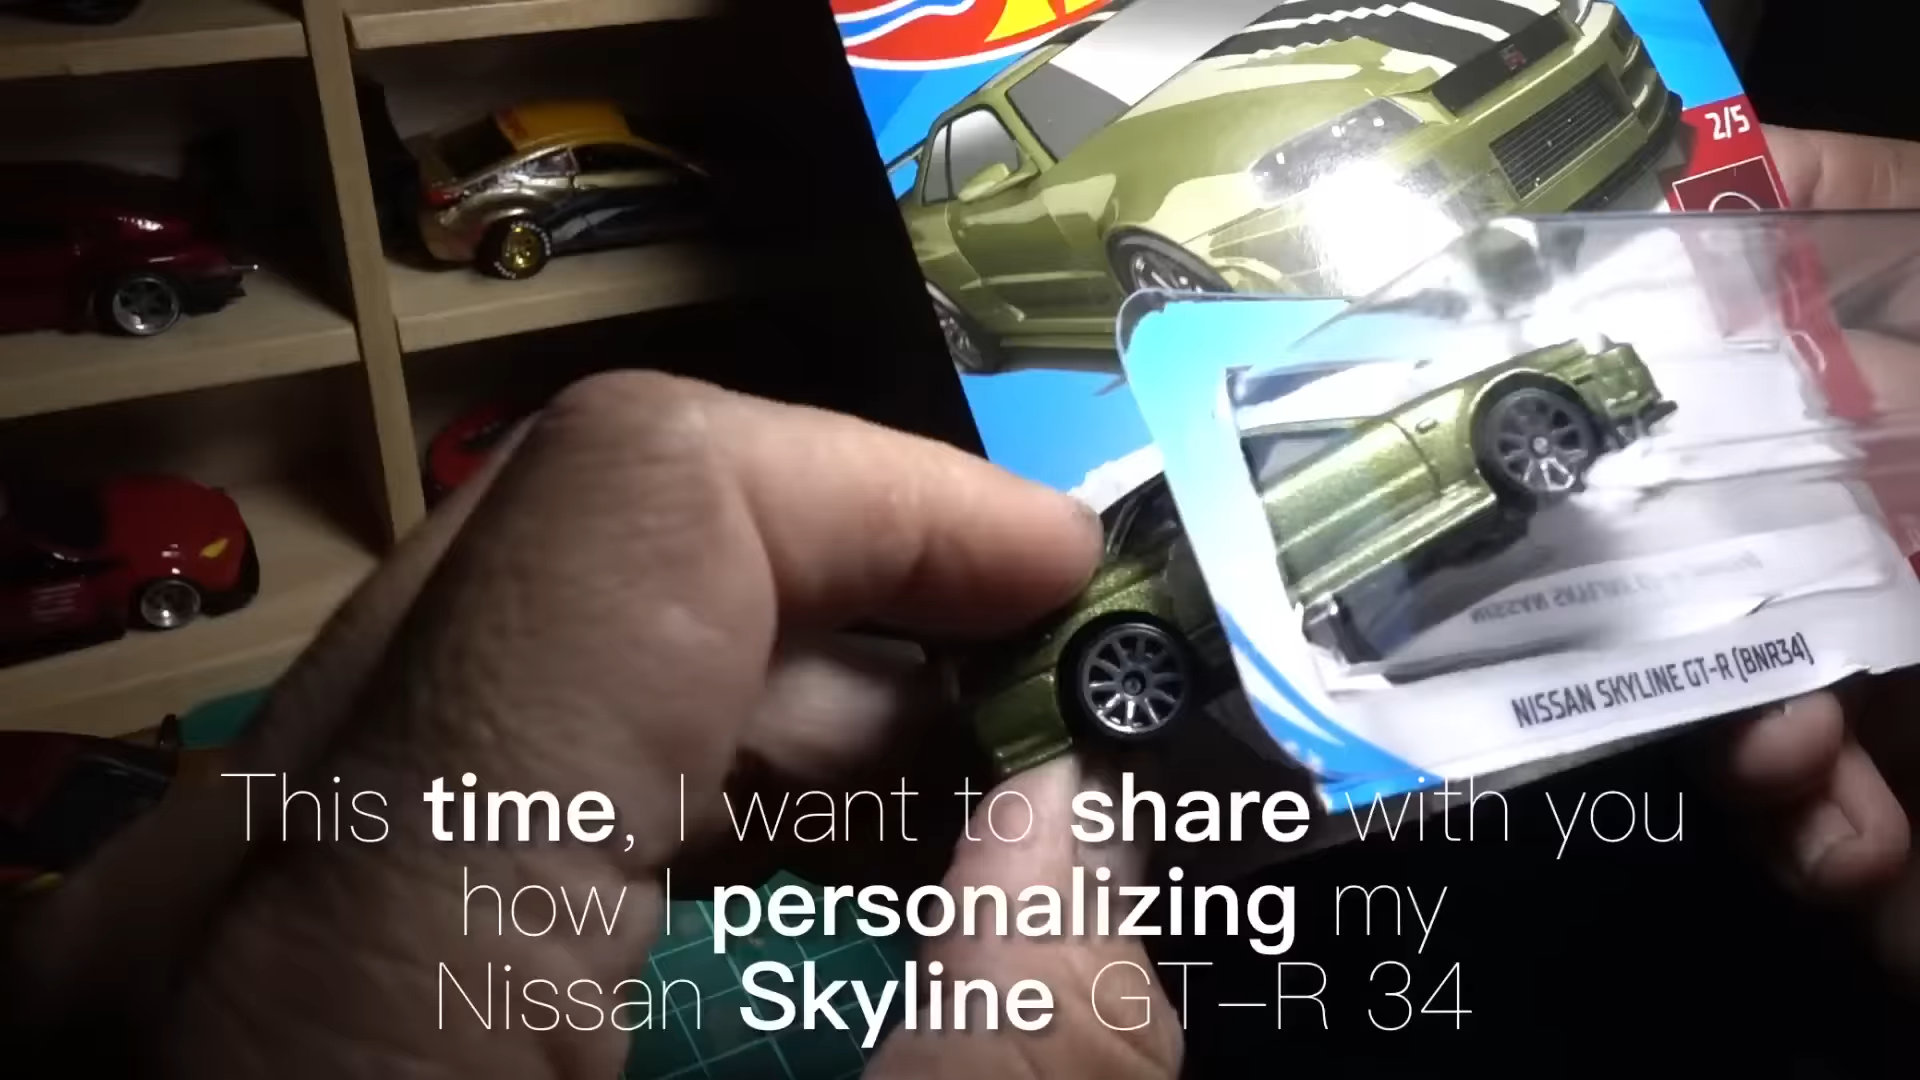 2/5
NISSAN SKYLINE GT-R (BNR34)
This time, I want to share with you
how I personalizing my
Nissan Skyline GT-R 34